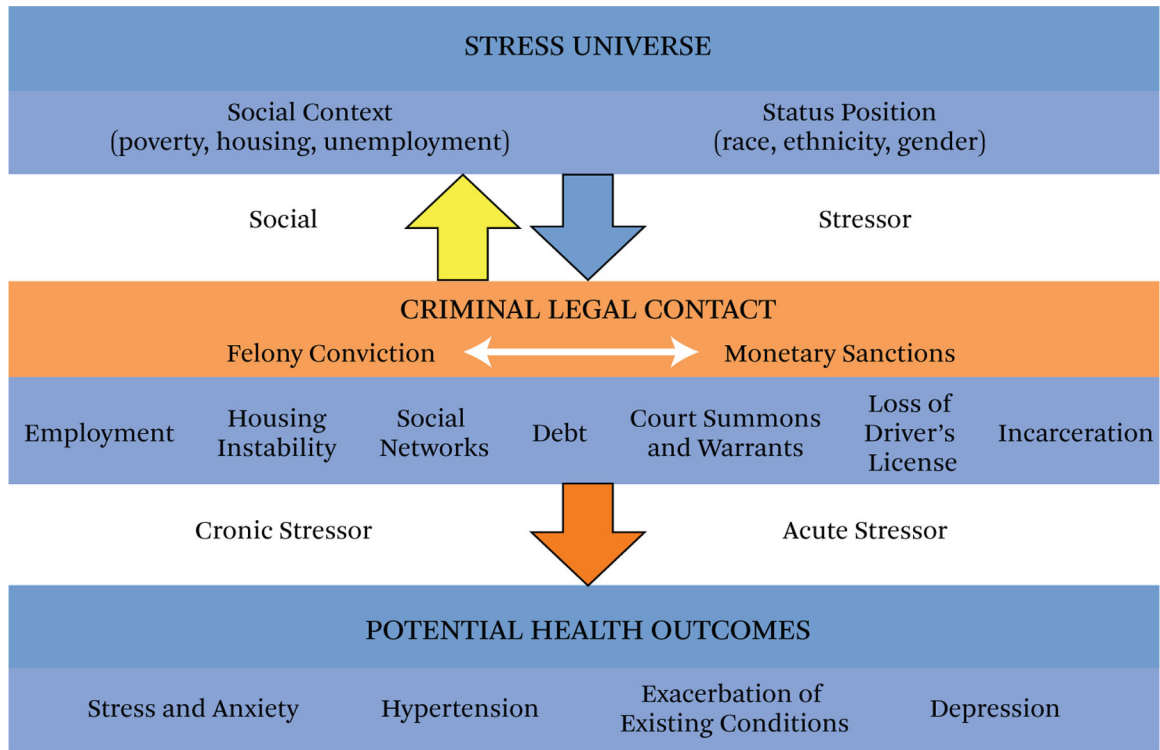 STRESS UNIVERSE
Social Context
(poverty, housing, unemployment)
Status Position
(race, ethnicity, gender)
Social
Stressor
CRIMINAL LEGAL CONTACT
Felony Conviction
Monetary Sanctions
Employment
Housing
Instability
Social
Networks
Debt
Court Summons
and Warrants
Loss of
Driver’s
License
Incarceration
Cronic Stressor
Acute Stressor
POTENTIAL HEALTH OUTCOMES
Stress and Anxiety
Hypertension
Exacerbation of
Existing Conditions
Depression